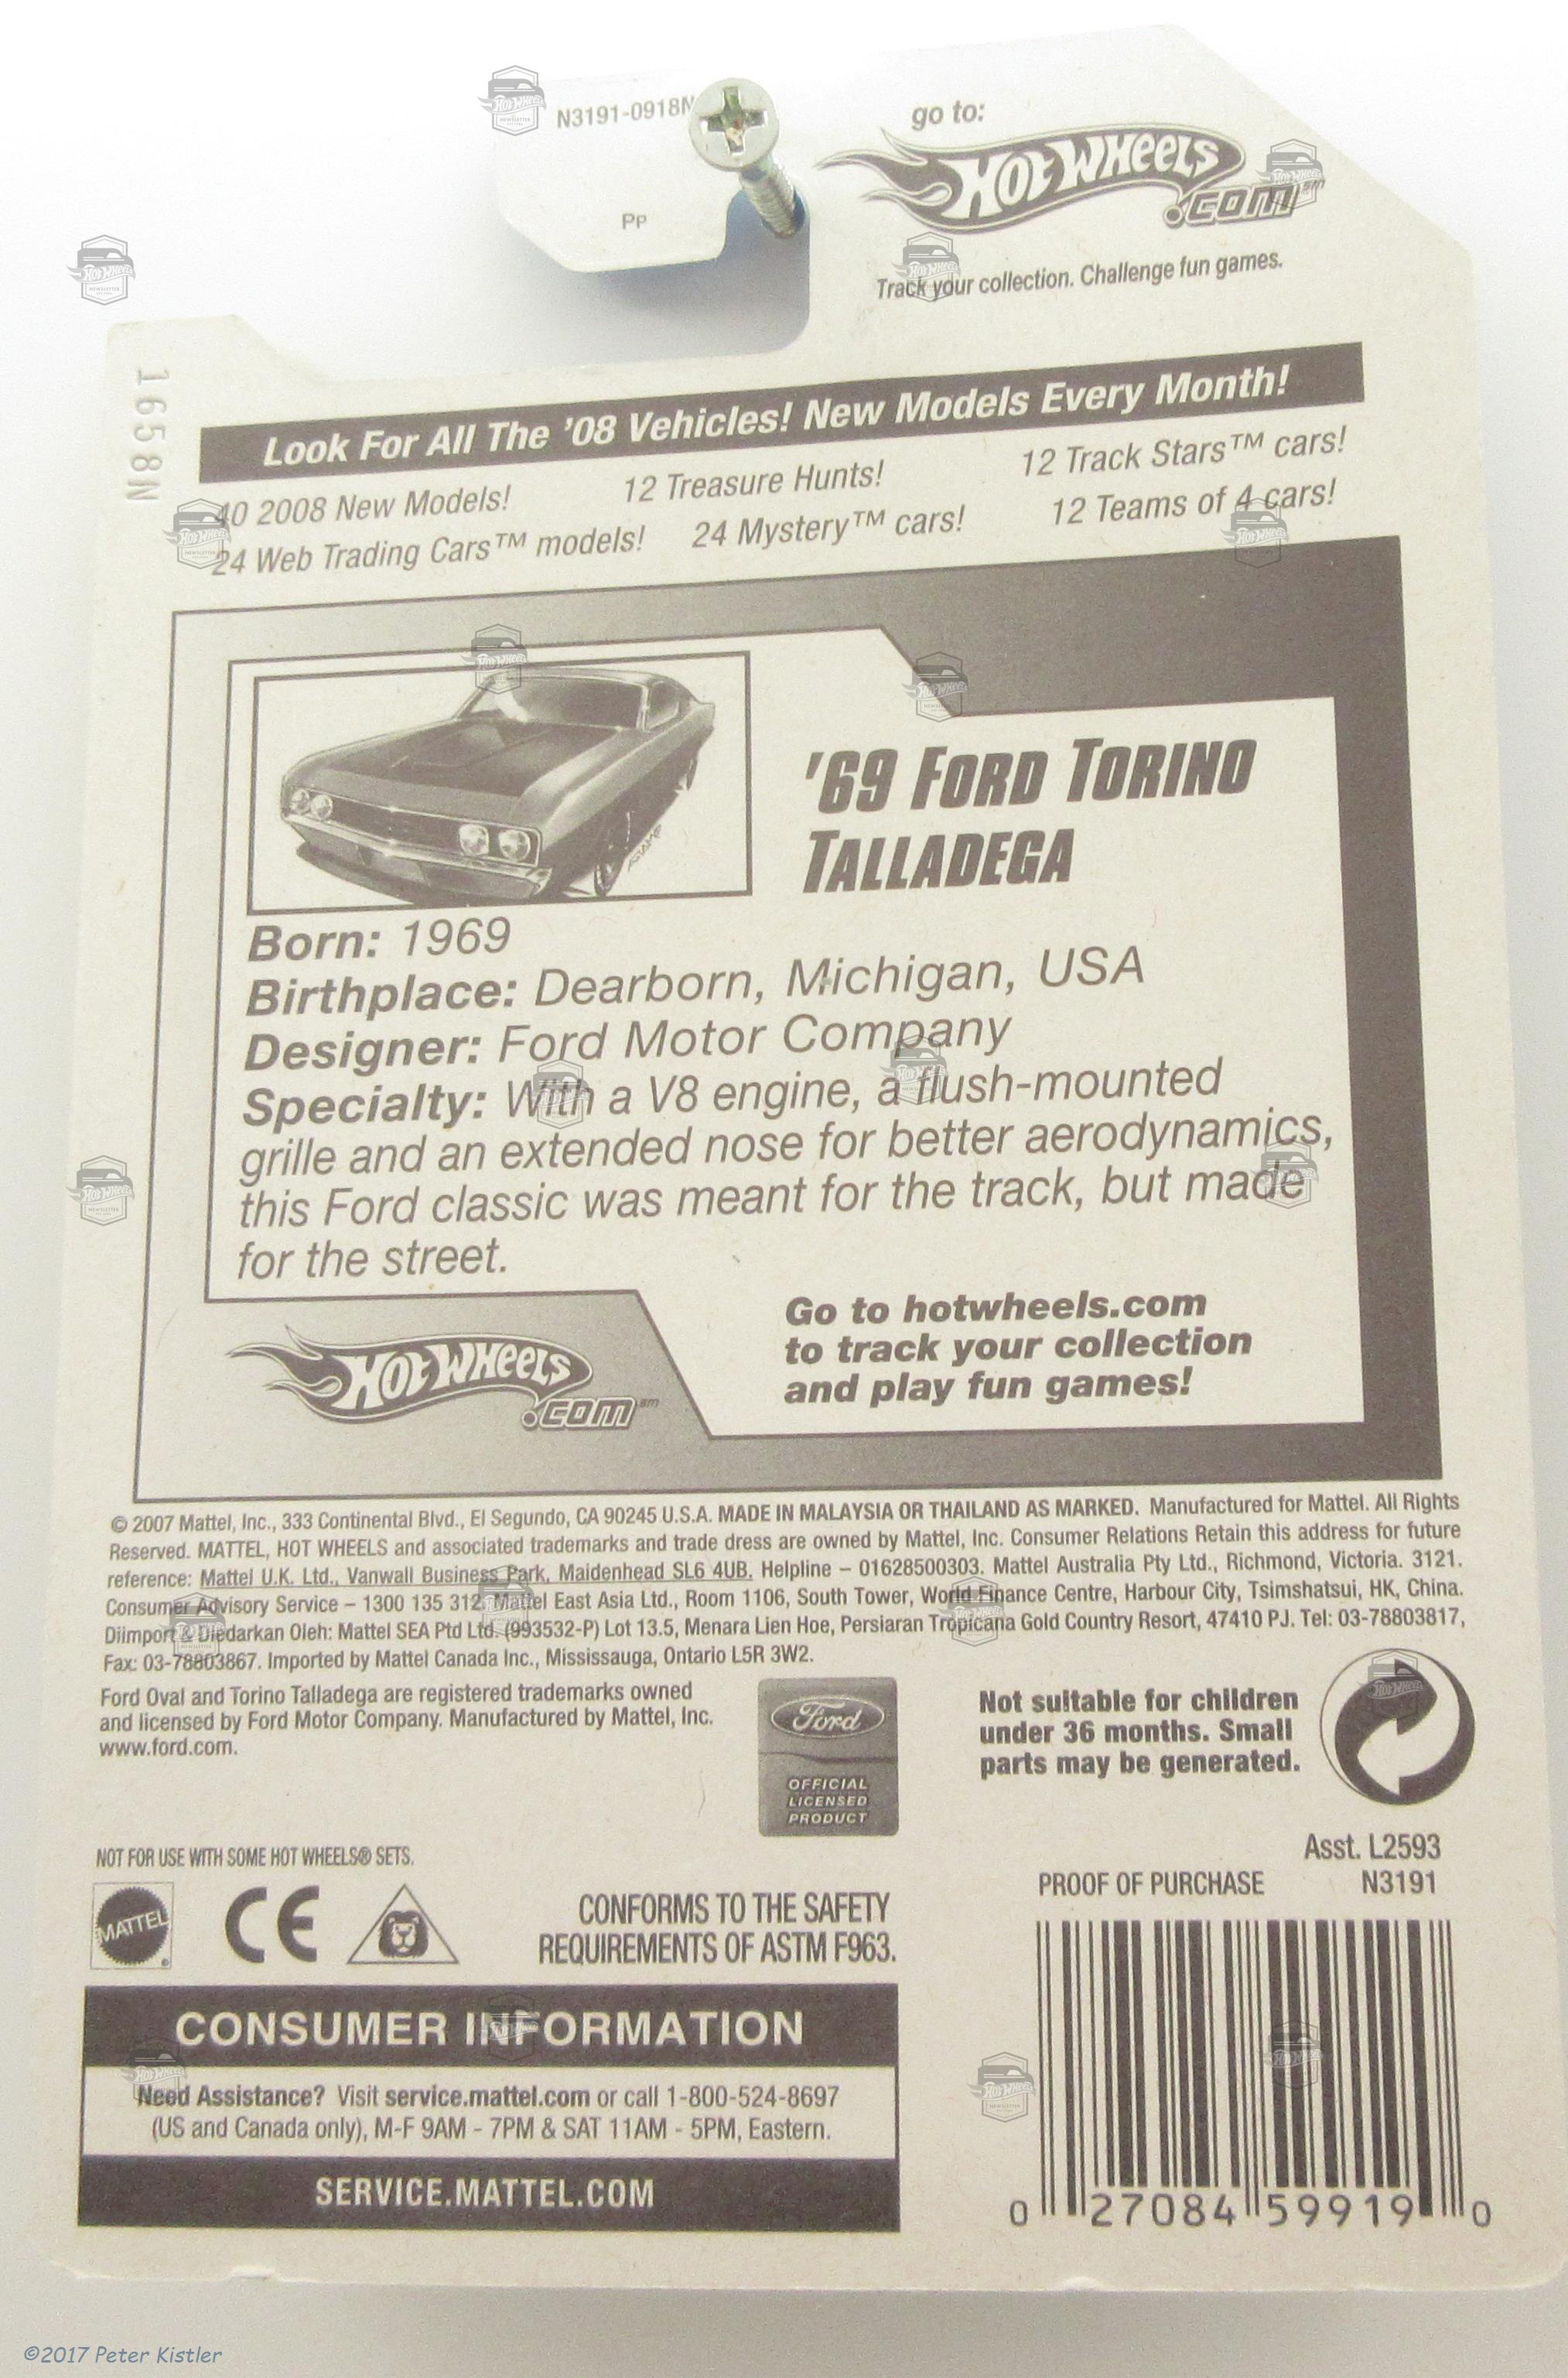 N3191-0918N
Pp
go to:
HOT WHEELS
.com℠
Track your collection. Challenge fun games.
1658N
Look For All The '08 Vehicles! New Models Every Month!
40 2008 New Models! 12 Treasure Hunts! 12 Track Stars™ cars!
24 Web Trading Cars™ models! 24 Mystery™ cars! 12 Teams of 4 cars!
'69 FORD TORINO
TALLADEGA
Born: 1969
Birthplace: Dearborn, Michigan, USA
Designer: Ford Motor Company
Specialty: With a V8 engine, a flush-mounted
grille and an extended nose for better aerodynamics,
this Ford classic was meant for the track, but made
for the street.
Go to hotwheels.com
to track your collection
and play fun games!
HOT WHEELS
.com℠
© 2007 Mattel, Inc., 333 Continental Blvd., El Segundo, CA 90245 U.S.A. MADE IN MALAYSIA OR THAILAND AS MARKED. Manufactured for Mattel. All Rights
Reserved. MATTEL, HOT WHEELS and associated trademarks and trade dress are owned by Mattel, Inc. Consumer Relations Retain this address for future
reference: Mattel U.K. Ltd., Vanwall Business Park, Maidenhead SL6 4UB. Helpline – 01628500303. Mattel Australia Pty Ltd., Richmond, Victoria. 3121.
Consumer Advisory Service – 1300 135 312. Mattel East Asia Ltd., Room 1106, South Tower, World Finance Centre, Harbour City, Tsimshatsui, HK, China.
Diimport & Diedarkan Oleh: Mattel SEA Ptd Ltd. (993532-P) Lot 13.5, Menara Lien Hoe, Persiaran Tropicana Gold Country Resort, 47410 PJ. Tel: 03-78803817,
Fax: 03-78803867. Imported by Mattel Canada Inc., Mississauga, Ontario L5R 3W2.
Ford Oval and Torino Talladega are registered trademarks owned
and licensed by Ford Motor Company. Manufactured by Mattel, Inc.
www.ford.com.
Ford
OFFICIAL
LICENSED
PRODUCT
Not suitable for children
under 36 months. Small
parts may be generated.
NOT FOR USE WITH SOME HOT WHEELS® SETS.
MATTEL®
CE
CONFORMS TO THE SAFETY
REQUIREMENTS OF ASTM F963.
Asst. L2593
PROOF OF PURCHASE N3191
CONSUMER INFORMATION
Need Assistance? Visit service.mattel.com or call 1-800-524-8697
(US and Canada only), M-F 9AM - 7PM & SAT 11AM - 5PM, Eastern.
SERVICE.MATTEL.COM
0 27084 59919 0
©2017 Peter Kistler